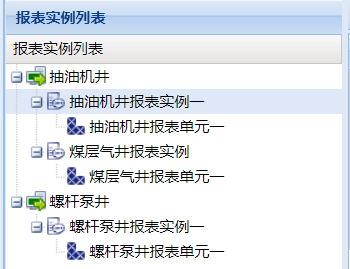 报表实例列表
报表实例列表
抽油机井
抽油机井报表实例一
抽油机井报表单元一
煤层气井报表实例
煤层气井报表单元一
螺杆泵井
螺杆泵井报表实例一
螺杆泵井报表单元一